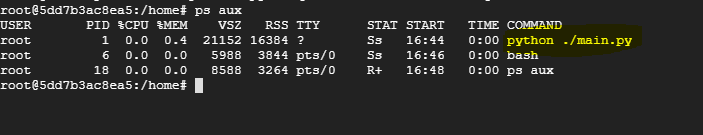 root@5dd7b3ac8ea5:/home# ps aux
USER PID %CPU %MEM VSZ RSS TTY STAT START TIME COMMAND
root 1 0.0 0.4 21152 16384 ? Ss 16:44 0:00 python ./main.py
root 6 0.0 0.0 5988 3844 pts/0 Ss 16:46 0:00 bash
root 18 0.0 0.0 8588 3264 pts/0 R+ 16:48 0:00 ps aux
root@5dd7b3ac8ea5:/home#